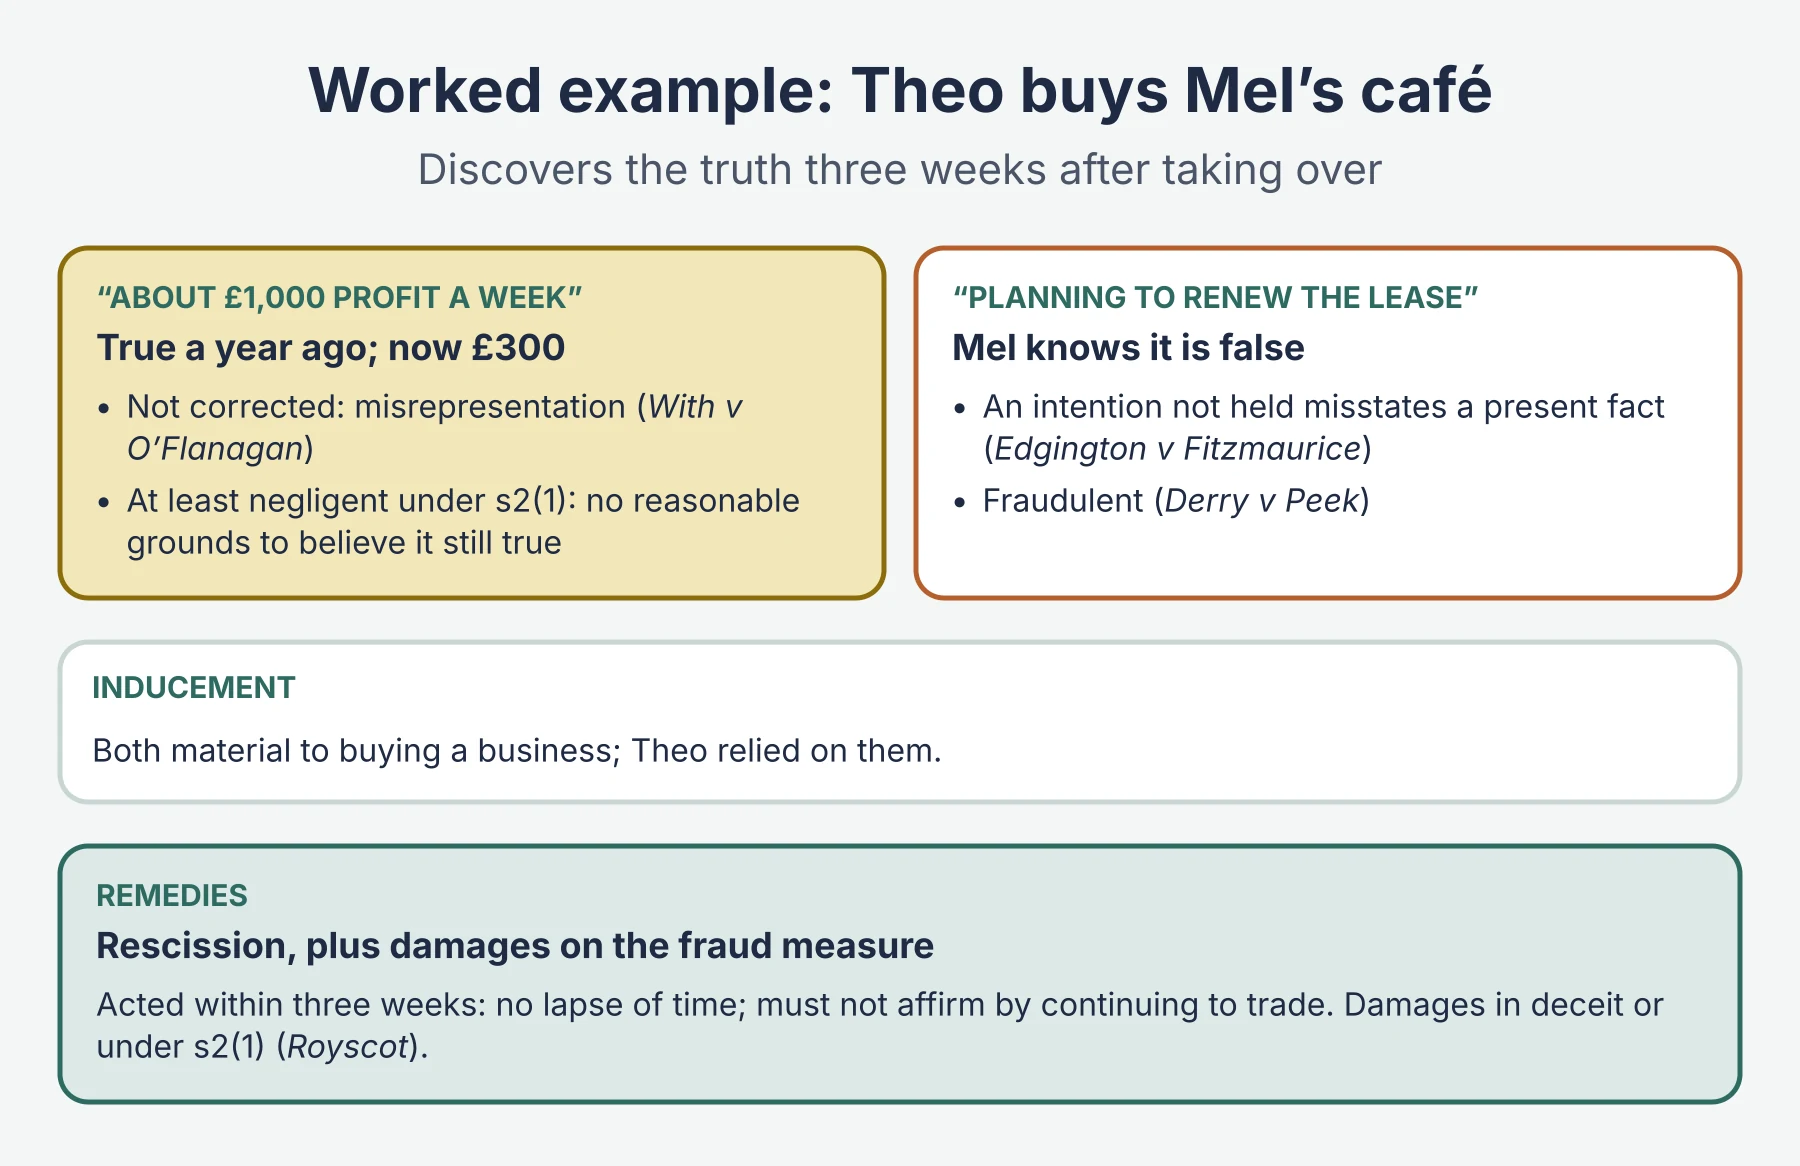 Worked example: Theo buys Mel’s café
Discovers the truth three weeks after taking over
“ABOUT £1,000 PROFIT A WEEK”
True a year ago; now £300
• Not corrected: misrepresentation (With v
O’Flanagan)
• At least negligent under s2(1): no reasonable
grounds to believe it still true
“PLANNING TO RENEW THE LEASE”
Mel knows it is false
• An intention not held misstates a present fact
(Edgington v Fitzmaurice)
• Fraudulent (Derry v Peek)
INDUCEMENT
Both material to buying a business; Theo relied on them.
REMEDIES
Rescission, plus damages on the fraud measure
Acted within three weeks: no lapse of time; must not affirm by continuing to trade. Damages in deceit or
under s2(1) (Royscot).